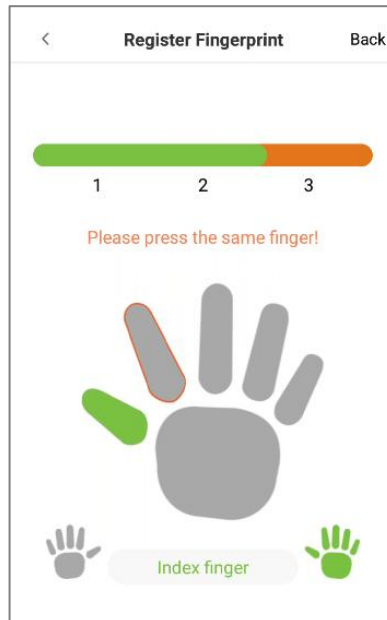 Register Fingerprint Back
1 2 3
Please press the same finger!
Index finger